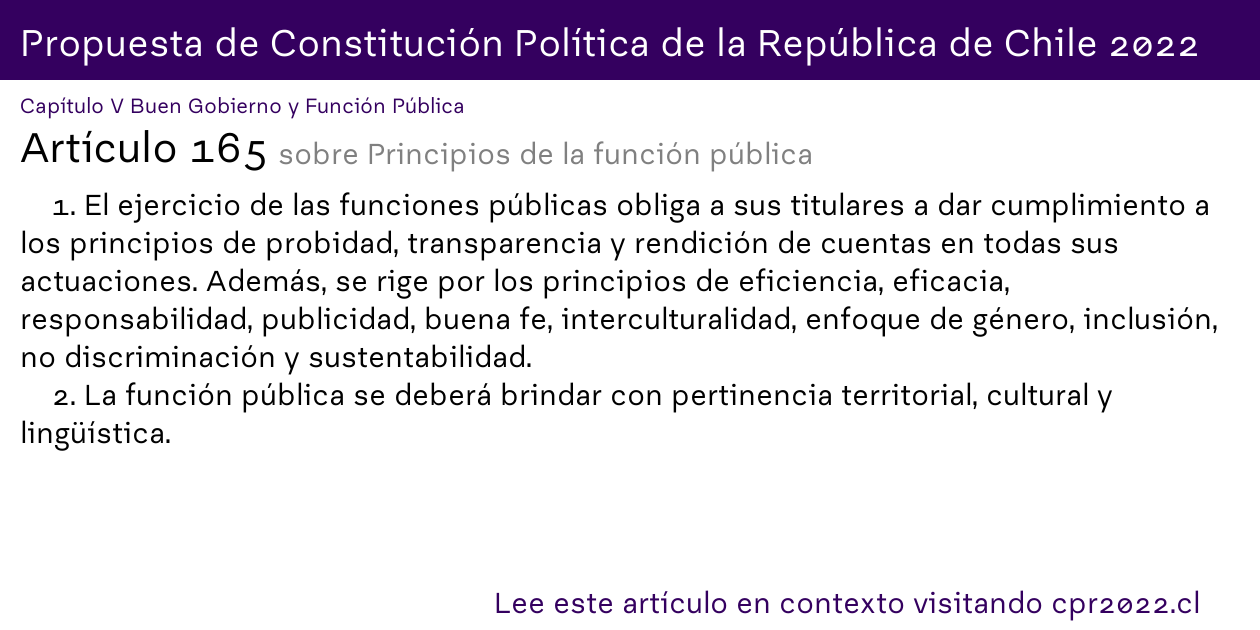 Propuesta de Constitución Política de la República de Chile 2022
Capítulo V Buen Gobierno y Función Pública
Artículo 165 sobre Principios de la función pública
1. El ejercicio de las funciones públicas obliga a sus titulares a dar cumplimiento a
los principios de probidad, transparencia y rendición de cuentas en todas sus
actuaciones. Además, se rige por los principios de eficiencia, eficacia,
responsabilidad, publicidad, buena fe, interculturalidad, enfoque de género, inclusión,
no discriminación y sustentabilidad.
2. La función pública se deberá brindar con pertinencia territorial, cultural y
lingüística.
Lee este artículo en contexto visitando cpr2022.cl